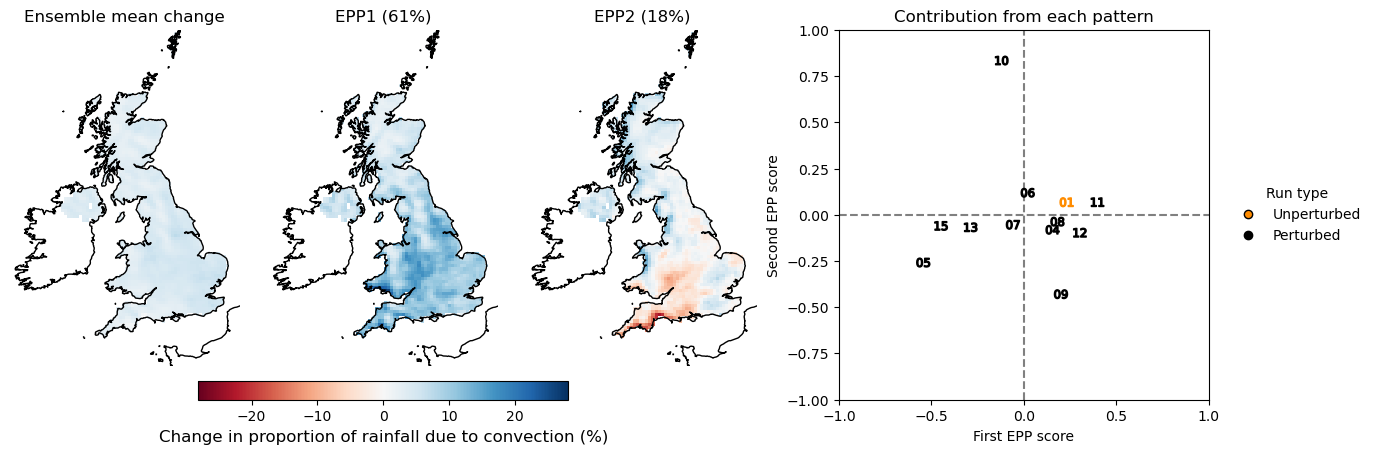 Ensemble mean change
EPP1 (61%)
EPP2 (18%)
−20 −10 0 10 20
Change in proportion of rainfall due to convection (%)
Contribution from each pattern
Second EPP score
1.00
0.75
0.50
0.25
0.00
−0.25
−0.50
−0.75
−1.00
10
06
01
11
15
13
07
08
04
12
05
09
−1.0 −0.5 0.0 0.5 1.0
First EPP score
Run type
Unperturbed
Perturbed